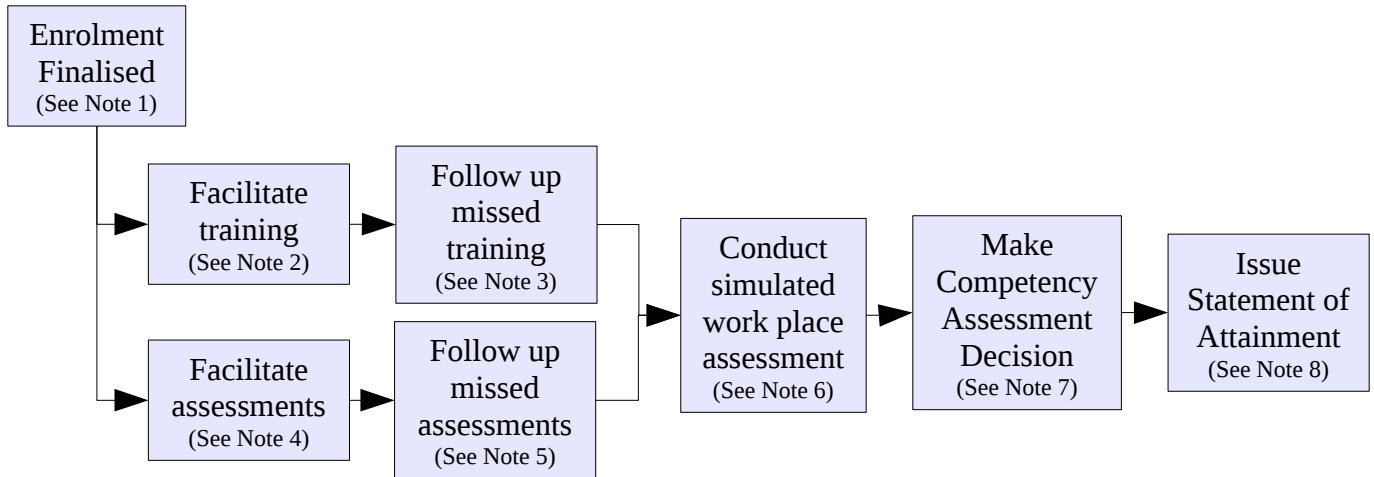 Enrolment
Finalised
(See Note 1)
Facilitate
training
(See Note 2)
Follow up
missed
training
(See Note 3)
Facilitate
assessments
(See Note 4)
Follow up
missed
assessments
(See Note 5)
Conduct
simulated
work place
assessment
(See Note 6)
Make
Competency
Assessment
Decision
(See Note 7)
Issue
Statement of
Attainment
(See Note 8)